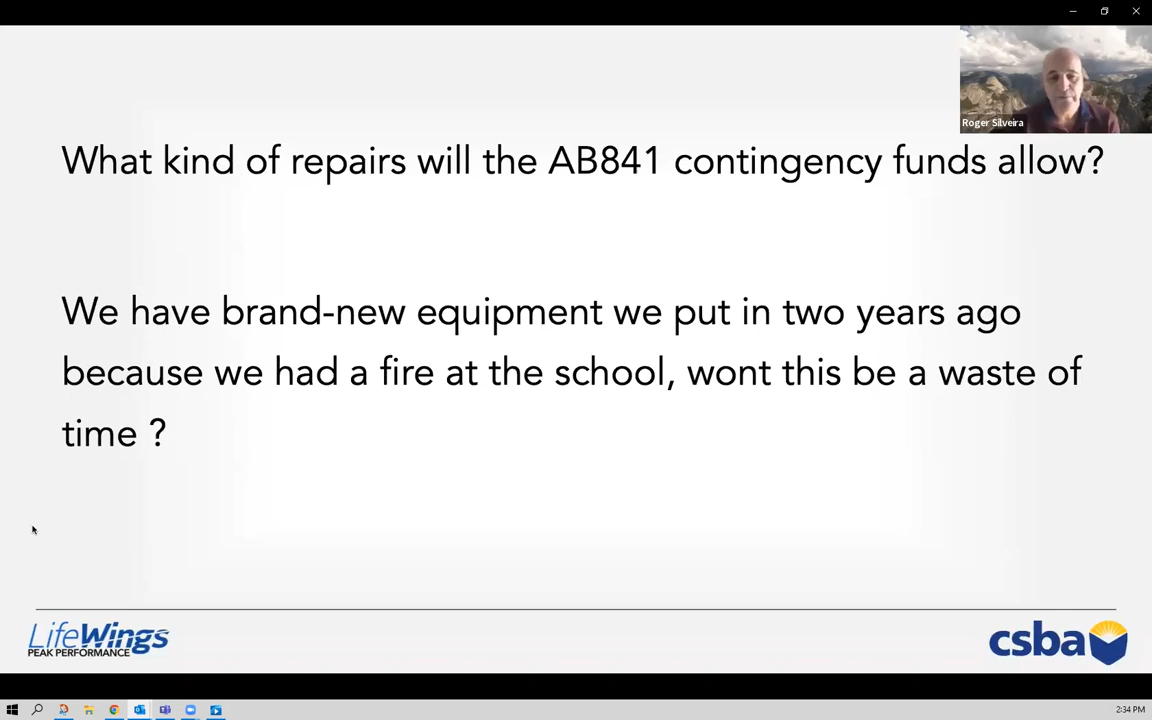 Roger Silveira
What kind of repairs will the AB841 contingency funds allow?
We have brand-new equipment we put in two years ago
because we had a fire at the school, wont this be a waste of
time ?
LifeWings
PEAK PERFORMANCE
csba
2:34 PM